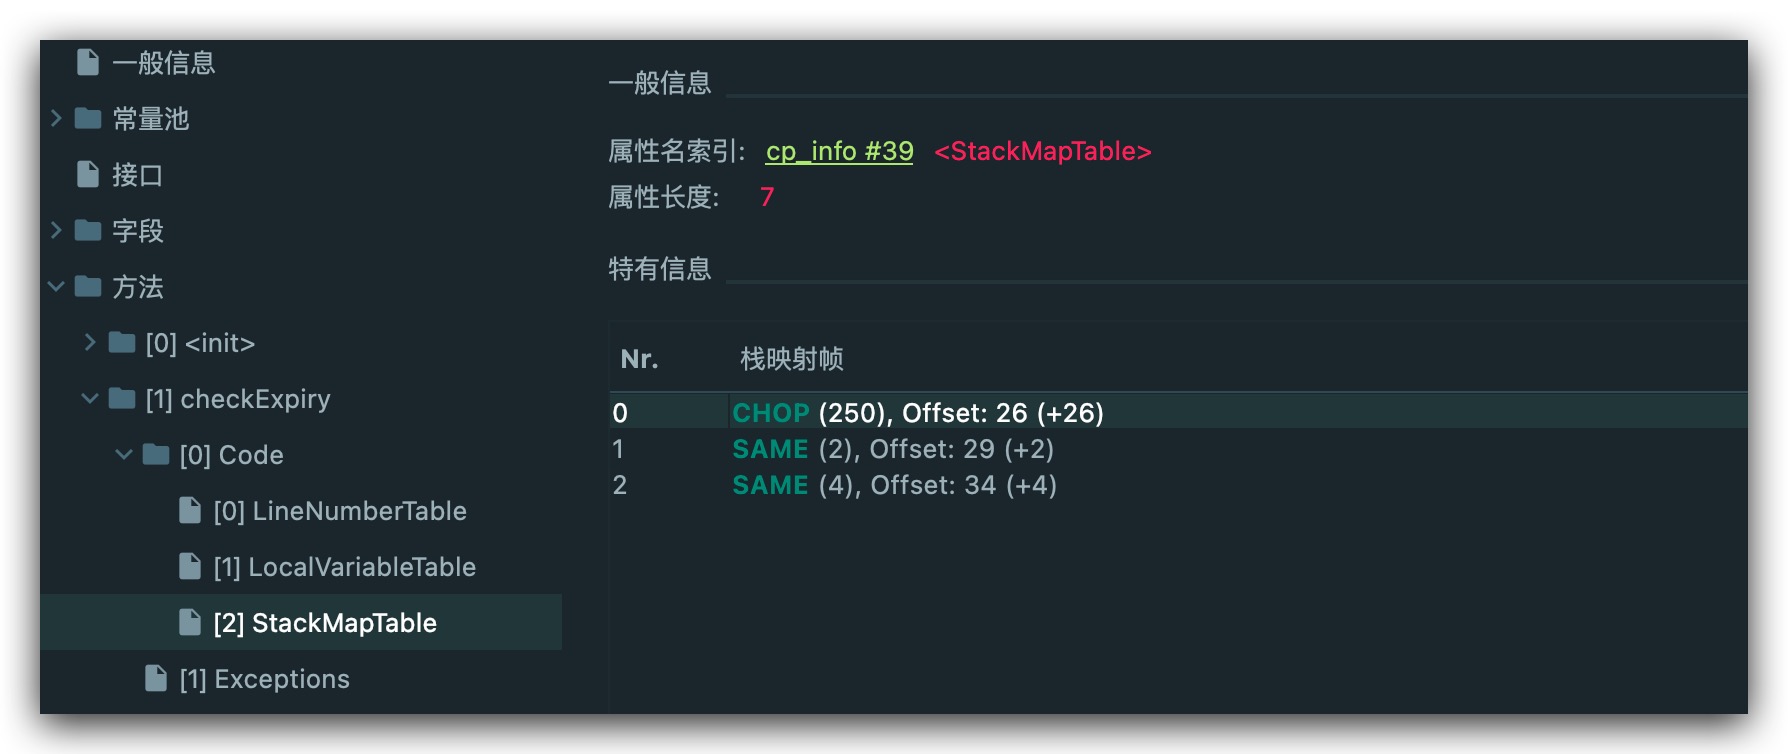 一般信息
常量池
接口
字段
方法
[0] <init>
[1] checkExpiry
[0] Code
[0] LineNumberTable
[1] LocalVariableTable
[2] StackMapTable
[1] Exceptions
一般信息
属性名索引: cp_info #39 <StackMapTable>
属性长度: 7
特有信息
Nr. 栈映射帧
0 CHOP (250), Offset: 26 (+26)
1 SAME (2), Offset: 29 (+2)
2 SAME (4), Offset: 34 (+4)